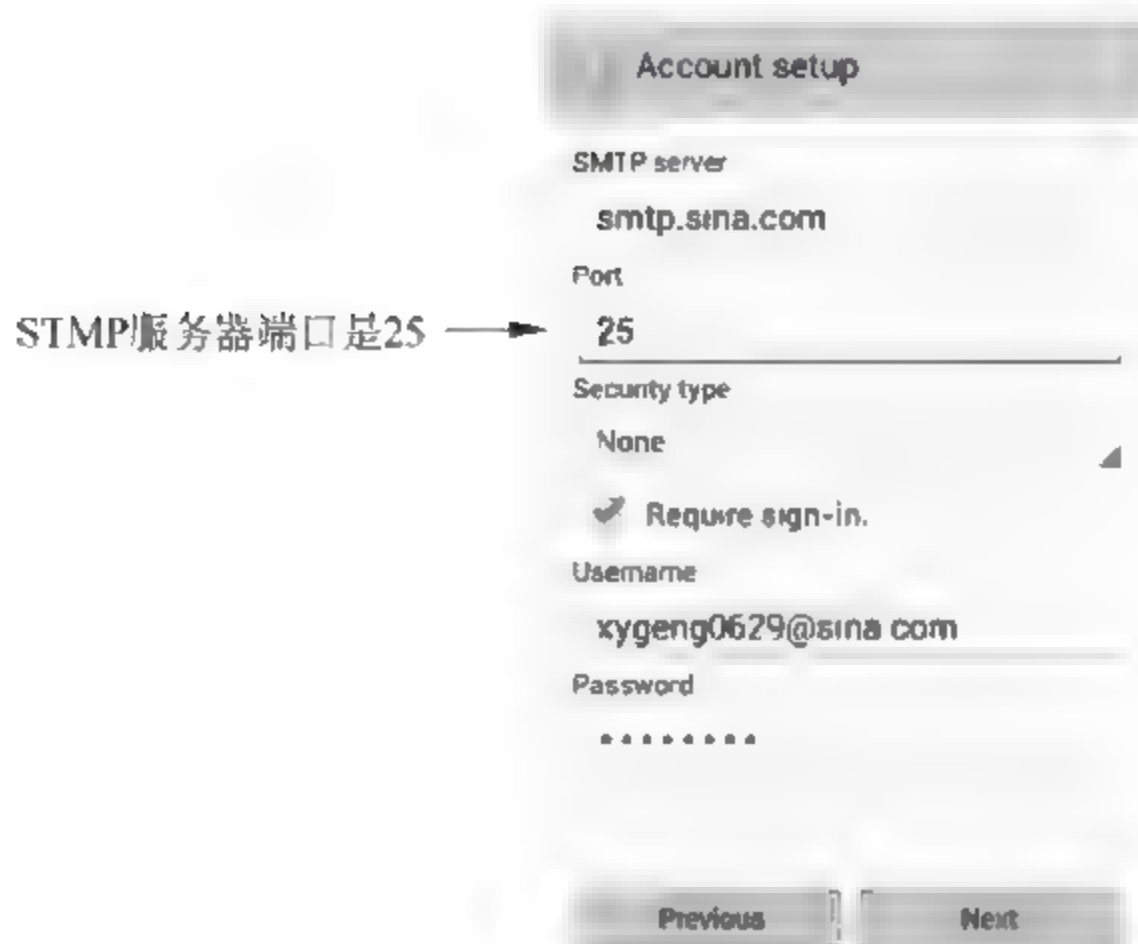 Account setup
SMTP server
smtp.sina.com
Port
STMP服务器端口是25
25
Security type
None
Require sign-in.
Username
xygeng0629@sina.com
Password
••••••••
Previous
Next